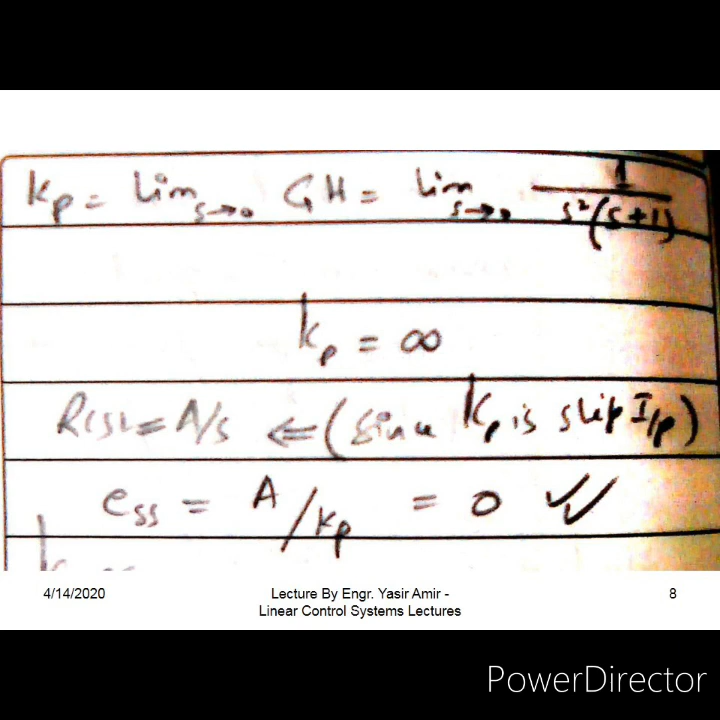 Kp = Lim s→0 GH = Lim s→0 1/s²(s+1)
Kp = ∞
R(s) = A/s ⇐ (since Kp is step I/p)
ess = A/Kp = 0 ✓✓
4/14/2020
Lecture By Engr. Yasir Amir -
Linear Control Systems Lectures
8
PowerDirector